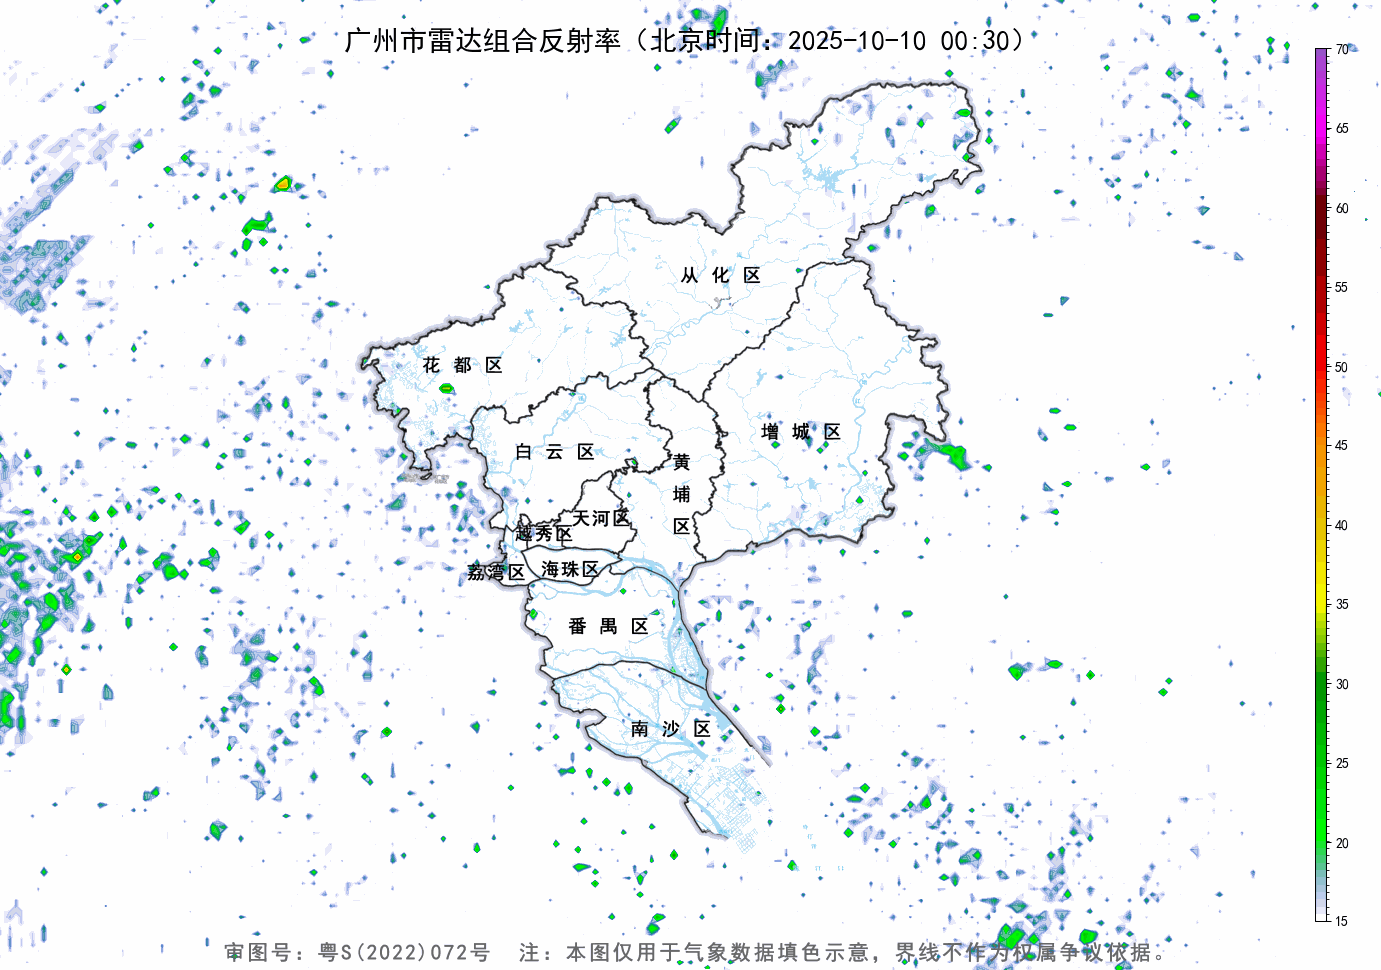 广州市雷达组合反射率（北京时间：2025-10-10 00:30）
70
65
60
55
50
45
40
35
30
25
20
15
从化区
花都区
增城区
白云区
黄埔区
天河区
越秀区
荔湾区
海珠区
番禺区
南沙区
审图号：粤S(2022)072号 注：本图仅用于气象数据填色示意，界线不作为权属争议依据。